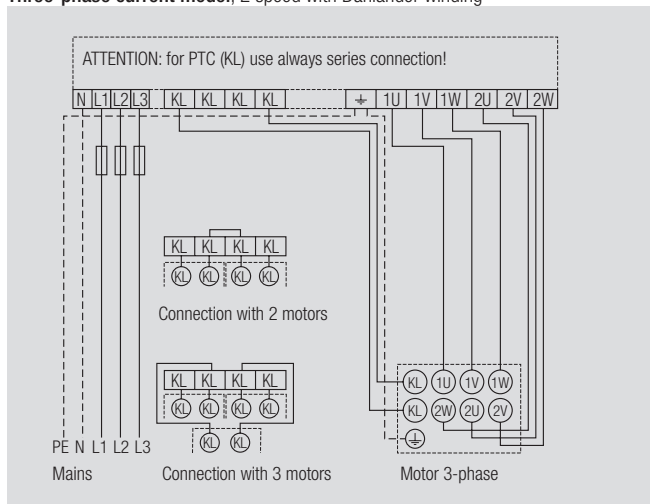 Three-phase current model, 2 speed with Dahlander winding
ATTENTION: for PTC (KL) use always series connection!
N L1 L2 L3 KL KL KL KL 1U 1V 1W 2U 2V 2W
KL KL KL KL
KL KL KL KL
Connection with 2 motors
KL KL KL KL
KL KL KL KL
KL KL
KL 1U 1V 1W
KL 2W 2U 2V
PE N L1 L2 L3
Mains
Connection with 3 motors
Motor 3-phase